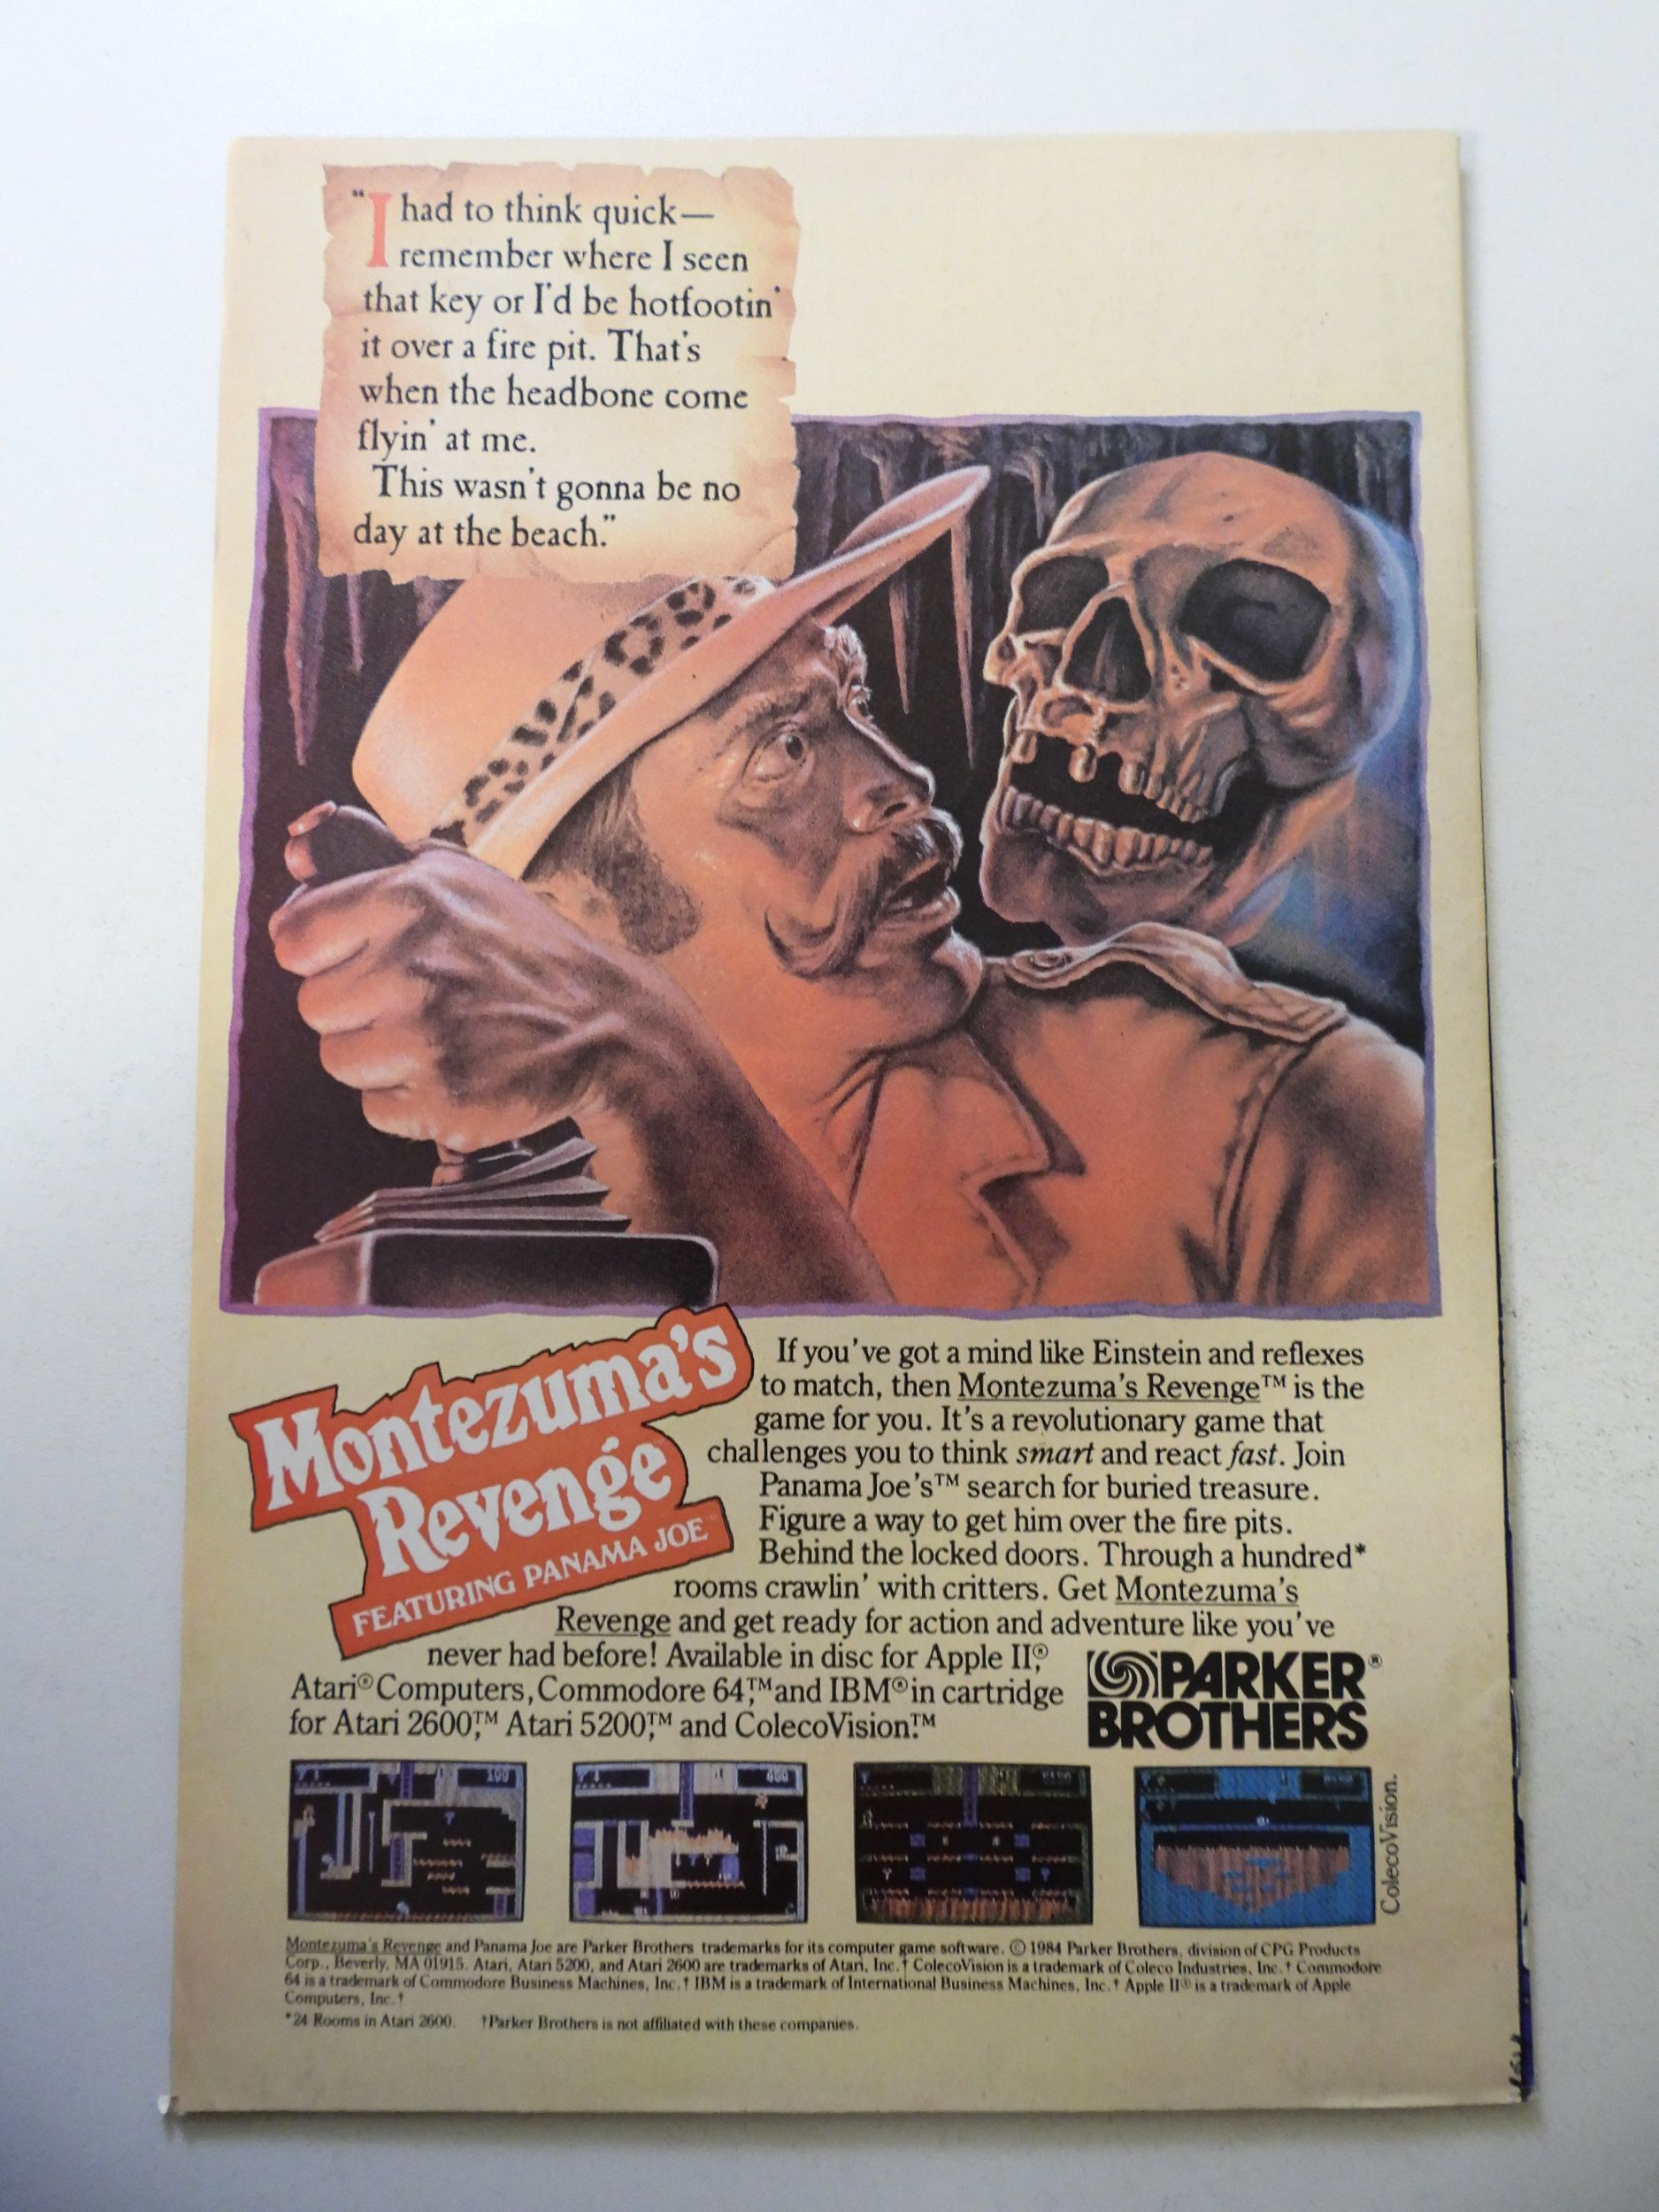 "I had to think quick—
remember where I seen
that key or I'd be hotfootin'
it over a fire pit. That's
when the headbone come
flyin' at me.
This wasn't gonna be no
day at the beach."
Montezuma's
Revenge
FEATURING PANAMA JOE™
If you've got a mind like Einstein and reflexes
to match, then Montezuma's Revenge™ is the
game for you. It's a revolutionary game that
challenges you to think smart and react fast. Join
Panama Joe's™ search for buried treasure.
Figure a way to get him over the fire pits.
Behind the locked doors. Through a hundred*
rooms crawlin' with critters. Get Montezuma's
Revenge and get ready for action and adventure like you've
never had before! Available in disc for Apple II,®
Atari® Computers, Commodore 64,™ and IBM® in cartridge
for Atari 2600,™ Atari 5200,™ and ColecoVision.™
PARKER®
BROTHERS
100
400
ColecoVision.
Montezuma's Revenge and Panama Joe are Parker Brothers trademarks for its computer game software. © 1984 Parker Brothers, division of CPG Products
Corp., Beverly, MA 01915. Atari, Atari 5200, and Atari 2600 are trademarks of Atari, Inc.† ColecoVision is a trademark of Coleco Industries, Inc.† Commodore
64 is a trademark of Commodore Business Machines, Inc.† IBM is a trademark of International Business Machines, Inc.† Apple II® is a trademark of Apple
Computers, Inc.†
*24 Rooms in Atari 2600. †Parker Brothers is not affiliated with these companies.